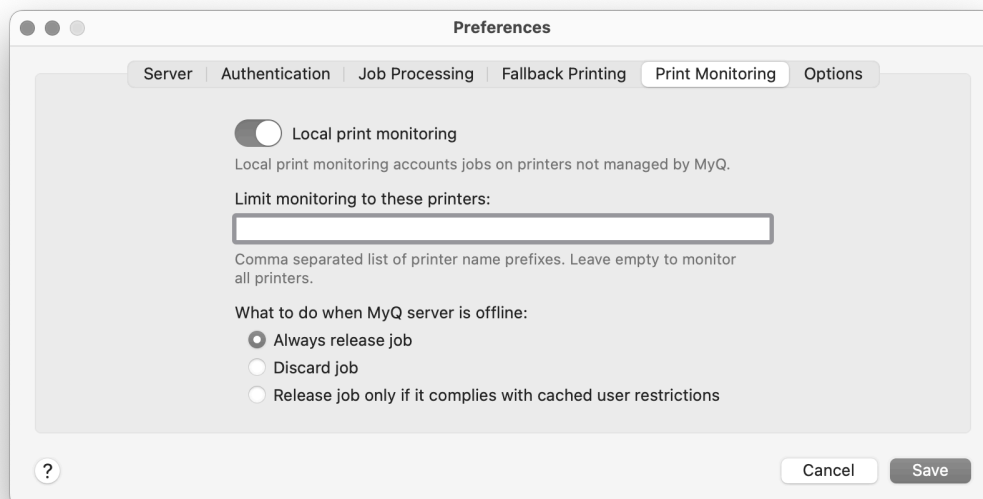 Preferences
Server
Authentication
Job Processing
Fallback Printing
Print Monitoring
Options
Local print monitoring
Local print monitoring accounts jobs on printers not managed by MyQ.
Limit monitoring to these printers:
Comma separated list of printer name prefixes. Leave empty to monitor
all printers.
What to do when MyQ server is offline:
Always release job
Discard job
Release job only if it complies with cached user restrictions
?
Cancel
Save